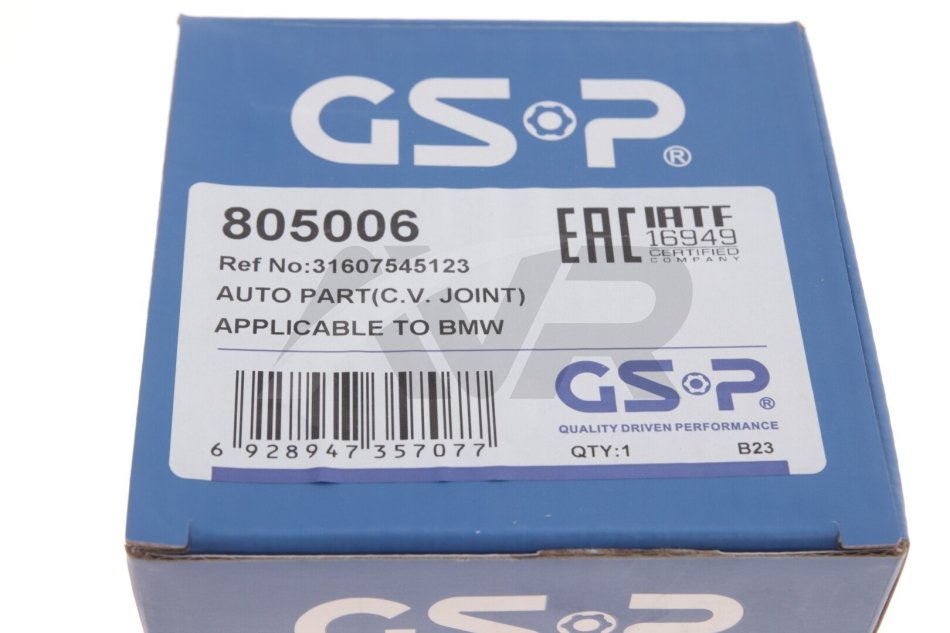 GSP®
805006
Ref No:31607545123
AUTO PART(C.V. JOINT)
APPLICABLE TO BMW
EAC
IATF
16949
CERTIFIED
COMPANY
6 928947 357077
GSP®
QUALITY DRIVEN PERFORMANCE
QTY:1 B23
GSP